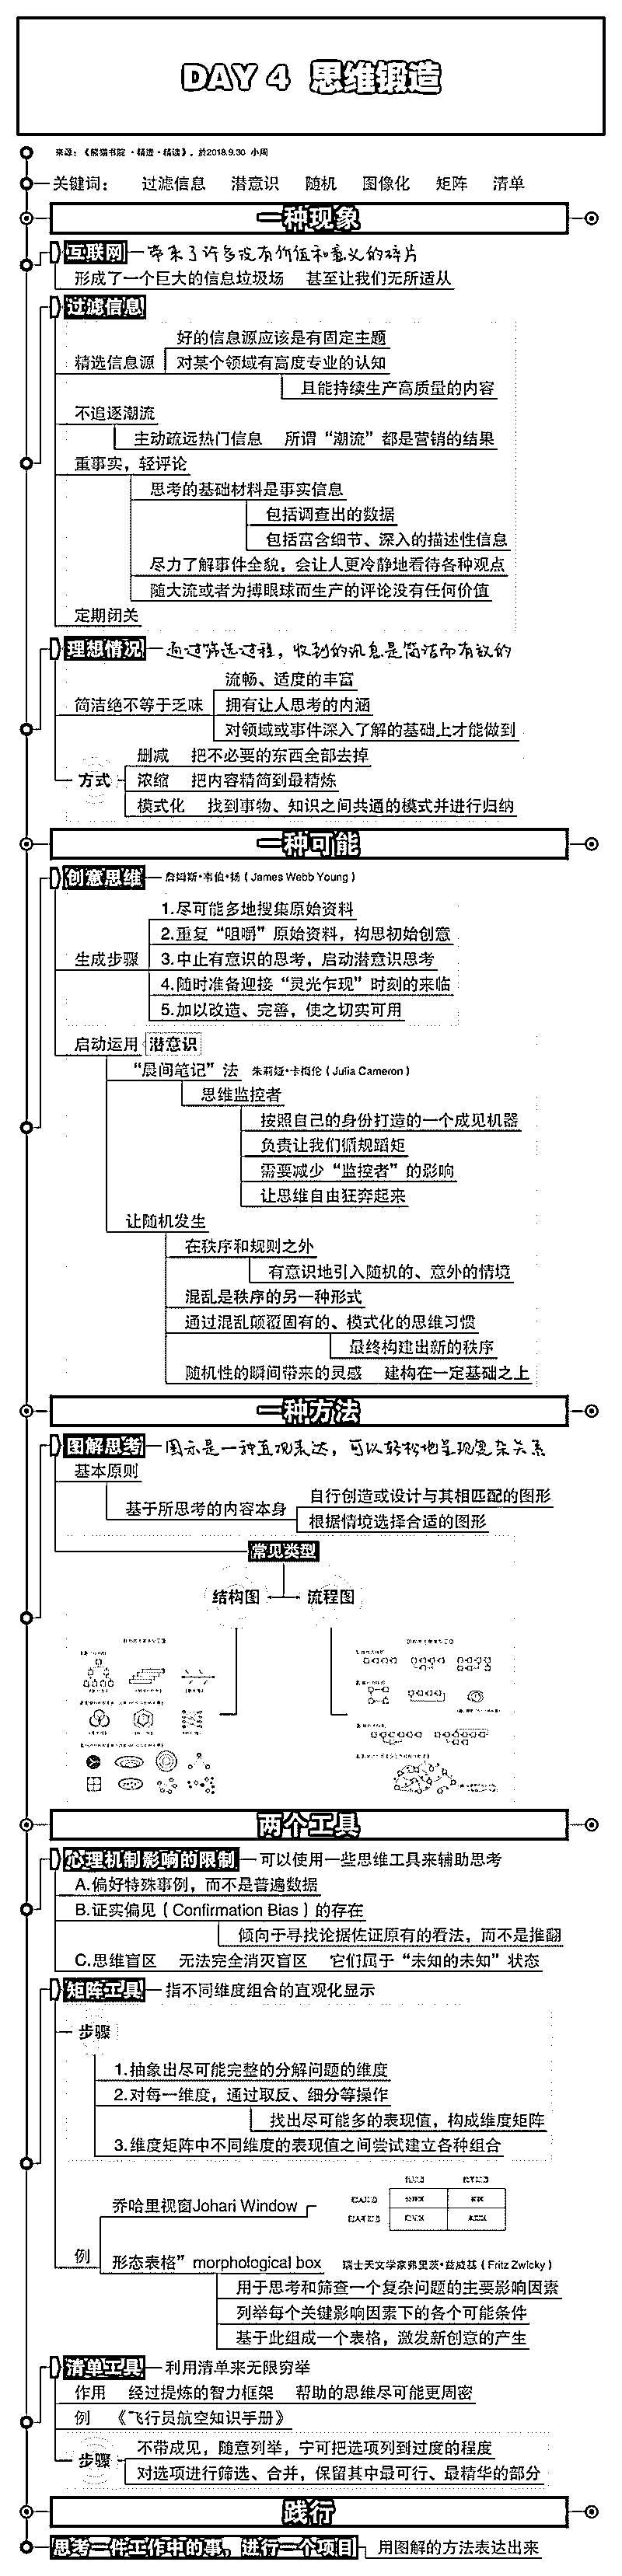 DAY 4 思维锻造
来源：《熊猫书院·精进·精读》，於2018.9.30 小周
关键词： 过滤信息 潜意识 随机 图像化 矩阵 清单
一种现象
互联网 带来了许多没有价值和意义的碎片
形成了一个巨大的信息垃圾场 甚至让我们无所适从
过滤信息
精选信息源
好的信息源应该是有固定主题
对某个领域有高度专业的认知
且能持续生产高质量的内容
不追逐潮流
主动疏远热门信息 所谓“潮流”都是营销的结果
重事实，轻评论
思考的基础材料是事实信息
包括调查出的数据
包括富含细节、深入的描述性信息
尽力了解事件全貌，会让人更冷静地看待各种观点
随大流或者为搏眼球而生产的评论没有任何价值
定期闭关
理想情况 通过筛选过程，收到的讯息是简洁而有效的
简洁绝不等于乏味
流畅、适度的丰富
拥有让人思考的内涵
对领域或事件深入了解的基础上才能做到
方式
删减 把不必要的东西全部去掉
浓缩 把内容精简到最精炼
模式化 找到事物、知识之间共通的模式并进行归纳
一种可能
创意思维 詹姆斯·韦伯·扬（James Webb Young）
生成步骤
1.尽可能多地搜集原始资料
2.重复“咀嚼”原始资料，构思初始创意
3.中止有意识的思考，启动潜意识思考
4.随时准备迎接“灵光乍现”时刻的来临
5.加以改造、完善，使之切实可用
启动运用 潜意识
“晨间笔记”法 朱莉娅·卡梅伦（Julia Cameron）
思维监控者
按照自己的身份打造的一个成见机器
负责让我们循规蹈矩
需要减少“监控者”的影响
让思维自由狂奔起来
让随机发生
在秩序和规则之外
有意识地引入随机的、意外的情境
混乱是秩序的另一种形式
通过混乱颠覆固有的、模式化的思维习惯
最终构建出新的秩序
随机性的瞬间带来的灵感 建构在一定基础之上
一种方法
图解思考 图示是一种直观表达，可以轻松地呈现复杂关系
基本原则
基于所思考的内容本身
自行创造或设计与其相匹配的图形
根据情境选择合适的图形
常见类型
结构图 流程图
两个工具
心理机制影响的限制 可以使用一些思维工具来辅助思考
A.偏好特殊事例，而不是普遍数据
B.证实偏见（Confirmation Bias）的存在
倾向于寻找论据佐证原有的看法，而不是推翻
C.思维盲区 无法完全消灭盲区 它们属于“未知的未知”状态
矩阵工具 指不同维度组合的直观化显示
步骤
1.抽象出尽可能完整的分解问题的维度
2.对每一维度，通过取反、细分等操作
找出尽可能多的表现值，构成维度矩阵
3.维度矩阵中不同维度的表现值之间尝试建立各种组合
例
乔哈里视窗Johari Window
形态表格”morphological box 瑞士天文学家弗里茨·兹威基（Fritz Zwicky）
用于思考和筛查一个复杂问题的主要影响因素
列举每个关键影响因素下的各个可能条件
基于此组成一个表格，激发新创意的产生
清单工具 利用清单来无限穷举
作用 经过提炼的智力框架 帮助的思维尽可能更周密
例 《飞行员航空知识手册》
步骤
不带成见，随意列举，宁可把选项列到过度的程度
对选项进行筛选、合并，保留其中最可行、最精华的部分
践行
思考一件工作中的事，进行一个项目 用图解的方法表达出来